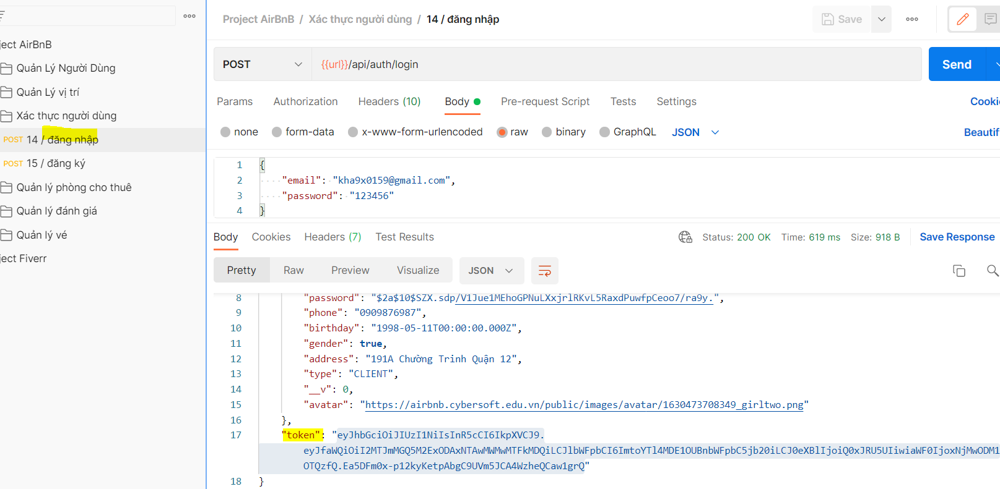 Project AirBnB / Xác thực người dùng / 14 / đăng nhập
Save
ject AirBnB
Quản Lý Người Dùng
Quản Lý vị trí
Xác thực người dùng
POST 14 / đăng nhập
POST 15 / đăng ký
Quản lý phòng cho thuê
Quản lý đánh giá
Quản lý vé
ject Fiverr
POST
{{url}}/api/auth/login
Send
Params Authorization Headers (10) Body Pre-request Script Tests Settings Cooki
none form-data x-www-form-urlencoded raw binary GraphQL JSON Beautif
1 {
2 "email": "kha9x0159@gmail.com",
3 "password": "123456"
4 }
Body Cookies Headers (7) Test Results Status: 200 OK Time: 619 ms Size: 918 B Save Response
Pretty Raw Preview Visualize JSON
8 "password": "$2a$10$SZX.sdp/V1Jue1MEhoGPNuLXxjrlRKvL5RaxdPuwfpCeoo7/ra9y.",
9 "phone": "0909876987",
10 "birthday": "1998-05-11T00:00:00.000Z",
11 "gender": true,
12 "address": "191A Chường Trinh Quận 12",
13 "type": "CLIENT",
14 "__v": 0,
15 "avatar": "https://airbnb.cybersoft.edu.vn/public/images/avatar/1630473708349_girltwo.png"
16 },
17 "token": "eyJhbGciOiJIUzI1NiIsInR5cCI6IkpXVCJ9.
eyJfaWQiOiI2MTJmMGQ5M2ExODAxNTAwMWMwMTFkMDQiLCJlbWFpbCI6ImtoYTl4MDE1OUBnbWFpbC5jb20iLCJ0eXBlIjoiQ0xJRU5UIiwiaWF0IjoxNjMwODM1
OTQzfQ.Ea5DFm0x-p12kyKetpAbgC9UVm5JCA4WzheQCaw1grQ"
18 }